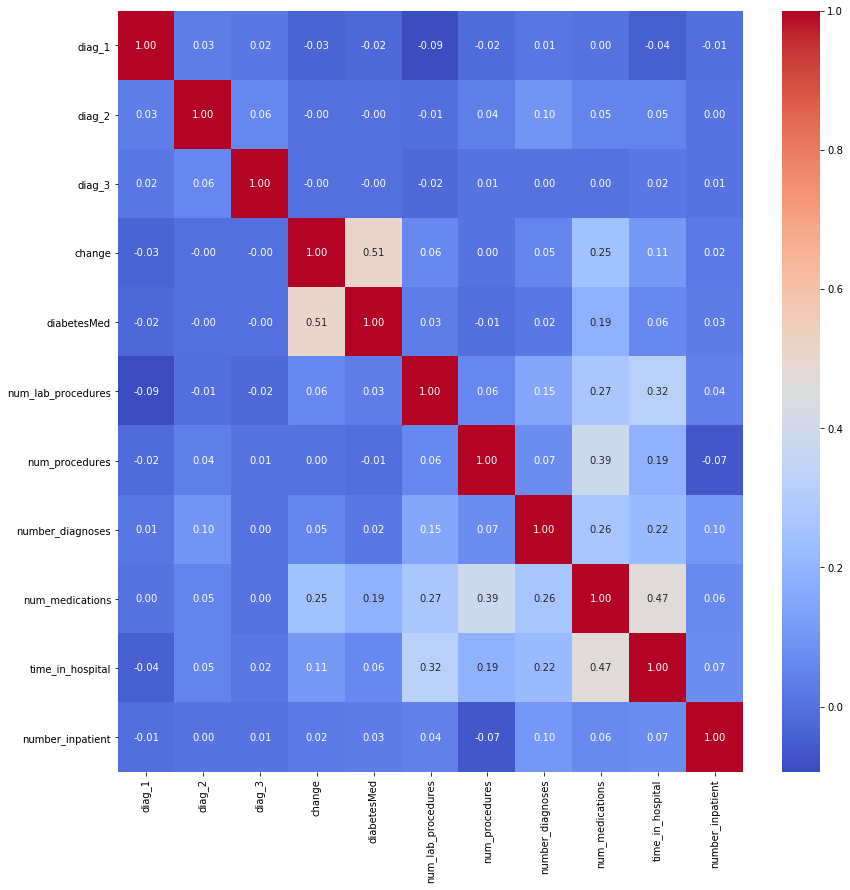 diag_1 1.00 0.03 0.02 -0.03 -0.02 -0.09 -0.02 0.01 0.00 -0.04 -0.01
diag_2 0.03 1.00 0.06 -0.00 -0.00 -0.01 0.04 0.10 0.05 0.05 0.00
diag_3 0.02 0.06 1.00 -0.00 -0.00 -0.02 0.01 0.00 0.00 0.02 0.01
change -0.03 -0.00 -0.00 1.00 0.51 0.06 0.00 0.05 0.25 0.11 0.02
diabetesMed -0.02 -0.00 -0.00 0.51 1.00 0.03 -0.01 0.02 0.19 0.06 0.03
num_lab_procedures -0.09 -0.01 -0.02 0.06 0.03 1.00 0.06 0.15 0.27 0.32 0.04
num_procedures -0.02 0.04 0.01 0.00 -0.01 0.06 1.00 0.07 0.39 0.19 -0.07
number_diagnoses 0.01 0.10 0.00 0.05 0.02 0.15 0.07 1.00 0.26 0.22 0.10
num_medications 0.00 0.05 0.00 0.25 0.19 0.27 0.39 0.26 1.00 0.47 0.06
time_in_hospital -0.04 0.05 0.02 0.11 0.06 0.32 0.19 0.22 0.47 1.00 0.07
number_inpatient -0.01 0.00 0.01 0.02 0.03 0.04 -0.07 0.10 0.06 0.07 1.00
diag_1
diag_2
diag_3
change
diabetesMed
num_lab_procedures
num_procedures
number_diagnoses
num_medications
time_in_hospital
number_inpatient
1.0
0.8
0.6
0.4
0.2
0.0